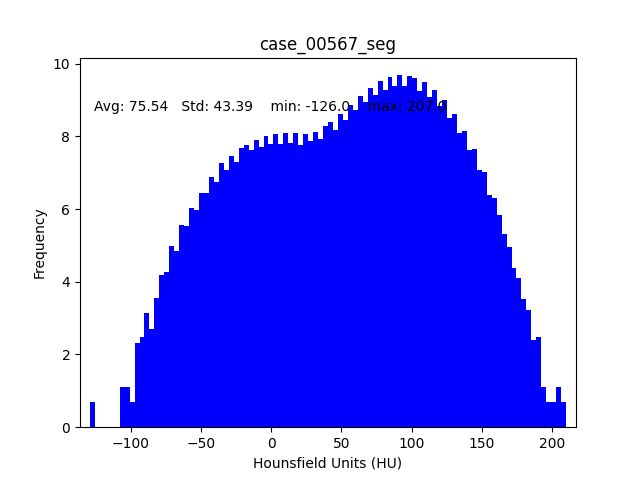 case_00567_seg
Avg: 75.54 Std: 43.39 min: -126.0 max: 207.0
10
8
6
4
2
0
Frequency
−100 −50 0 50 100 150 200
Hounsfield Units (HU)